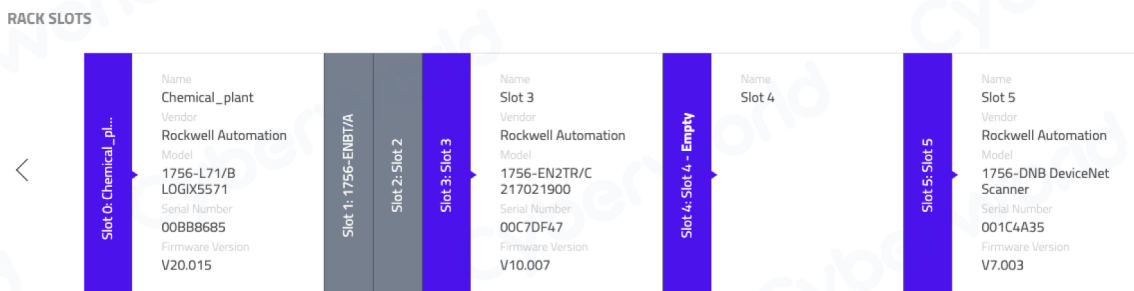 RACK SLOTS
Slot 0: Chemical_pl...
Name
Chemical_plant
Vendor
Rockwell Automation
Model
1756-L71/B
LOGIX5571
Serial Number
00BB8685
Firmware Version
V20.015
Slot 1: 1756-ENBT/A
Slot 2: Slot 2
Slot 3: Slot 3
Name
Slot 3
Vendor
Rockwell Automation
Model
1756-EN2TR/C
217021900
Serial Number
00C7DF47
Firmware Version
V10.007
Slot 4: Slot 4 - Empty
Name
Slot 4
Slot 5: Slot 5
Name
Slot 5
Vendor
Rockwell Automation
Model
1756-DNB DeviceNet
Scanner
Serial Number
001C4A35
Firmware Version
V7.003
Cyberworld